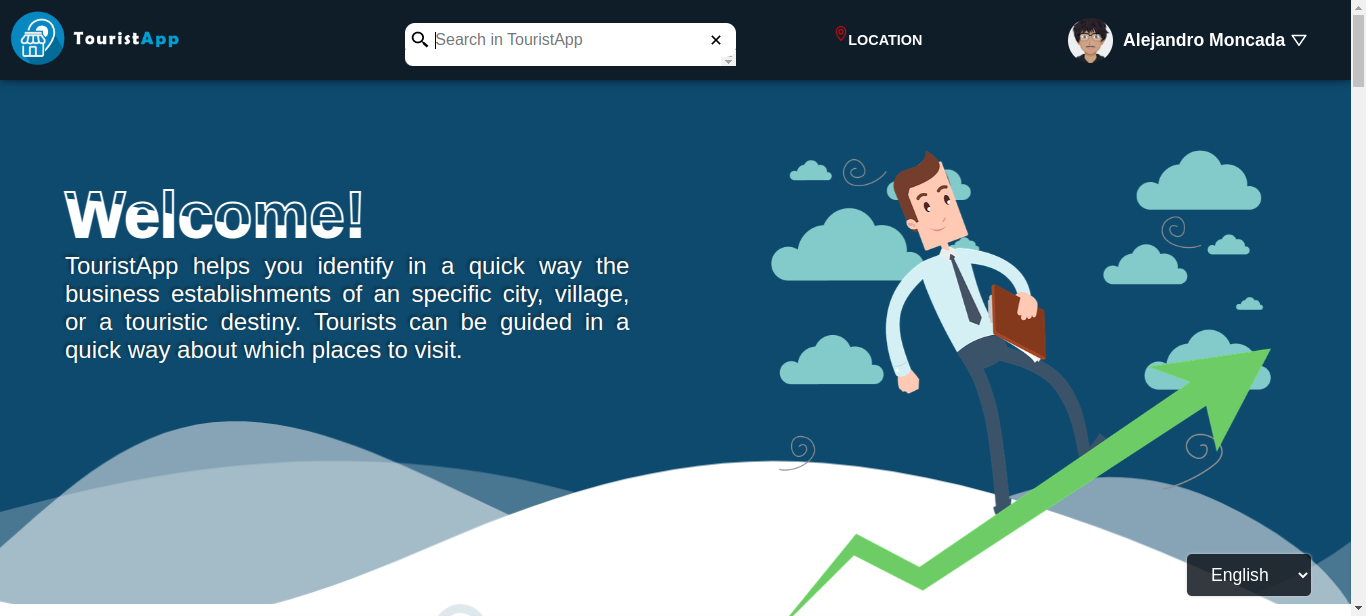 TouristApp
Search in TouristApp
LOCATION
Alejandro Moncada
Welcome!
TouristApp helps you identify in a quick way the
business establishments of an specific city, village,
or a touristic destiny. Tourists can be guided in a
quick way about which places to visit.
English